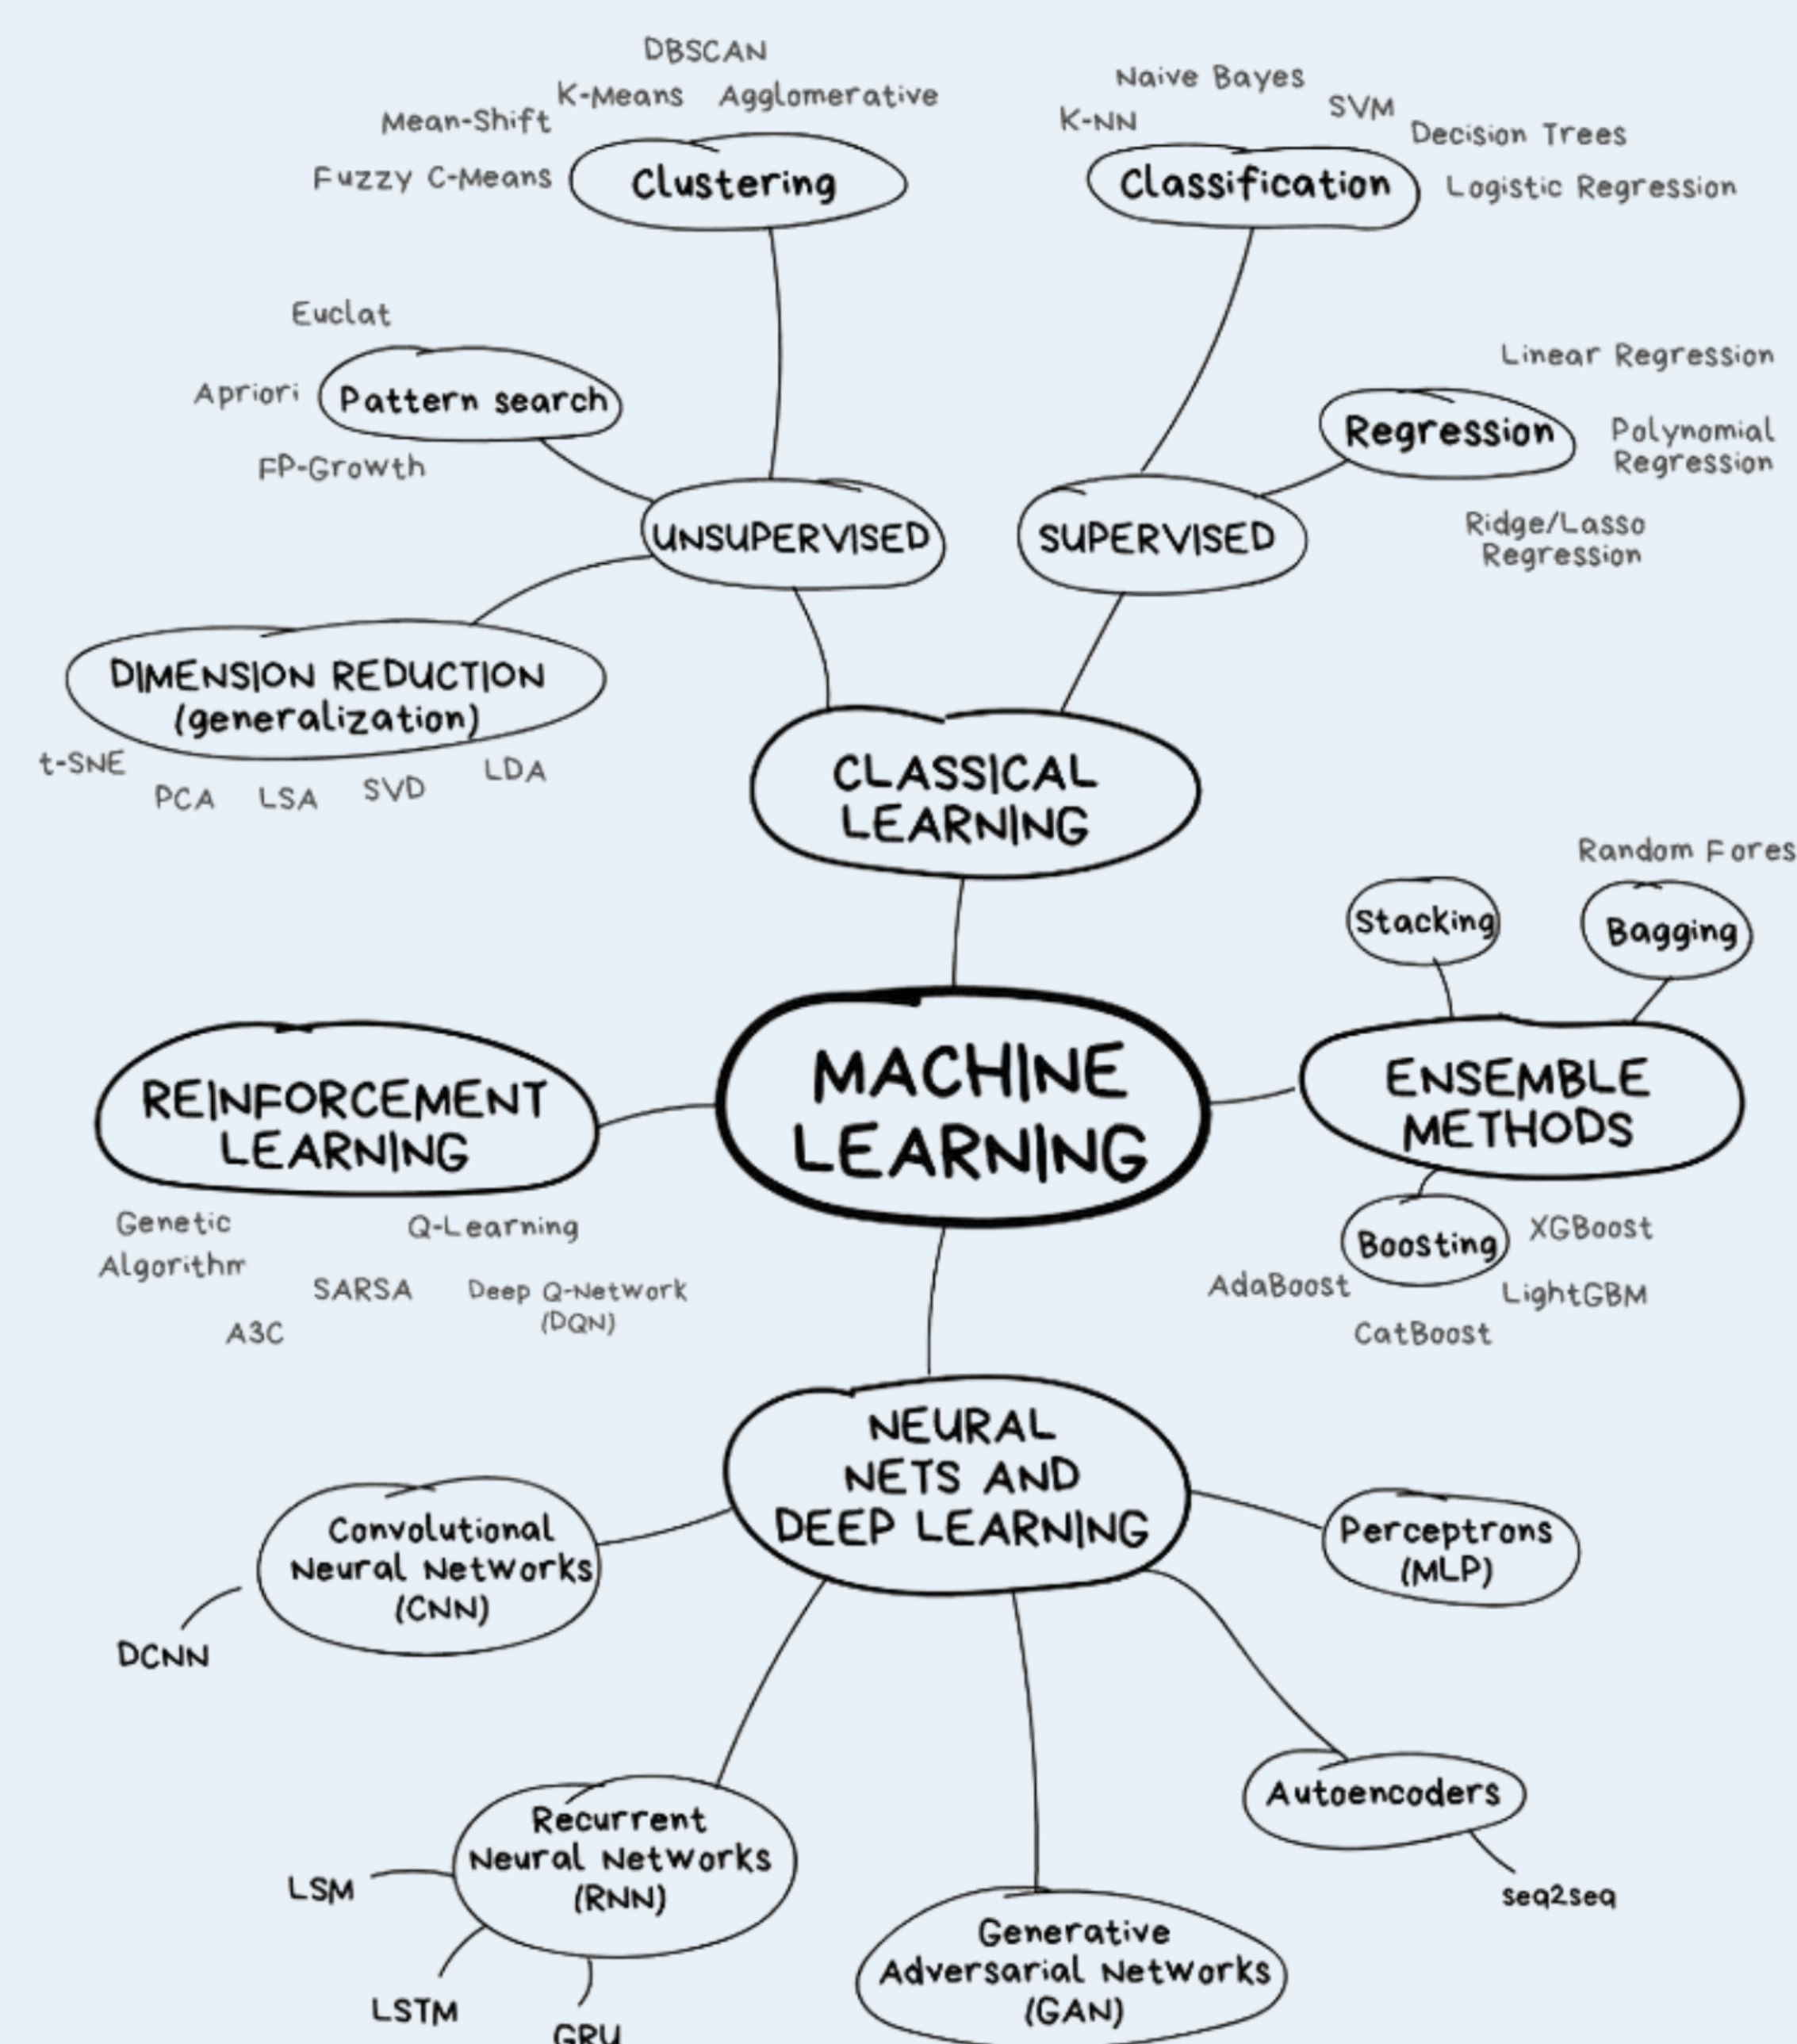 DBSCAN
K-Means Agglomerative
Mean-Shift
Fuzzy C-Means
Clustering
Naive Bayes
K-NN
SVM
Decision Trees
Classification
Logistic Regression
Euclat
Apriori
Pattern search
FP-Growth
Linear Regression
Regression
Polynomial
Regression
Ridge/Lasso
Regression
UNSUPERVISED
SUPERVISED
DIMENSION REDUCTION
(generalization)
t-SNE
PCA
LSA
SVD
LDA
CLASSICAL
LEARNING
Random Fores
Stacking
Bagging
MACHINE
LEARNING
REINFORCEMENT
LEARNING
ENSEMBLE
METHODS
Genetic
Algorithm
Q-Learning
SARSA
Deep Q-Network
(DQN)
A3C
Boosting
XGBoost
AdaBoost
LightGBM
CatBoost
NEURAL
NETS AND
DEEP LEARNING
Convolutional
Neural Networks
(CNN)
DCNN
Perceptrons
(MLP)
Recurrent
Neural Networks
(RNN)
LSM
LSTM
GRU
Autoencoders
seq2seq
Generative
Adversarial Networks
(GAN)